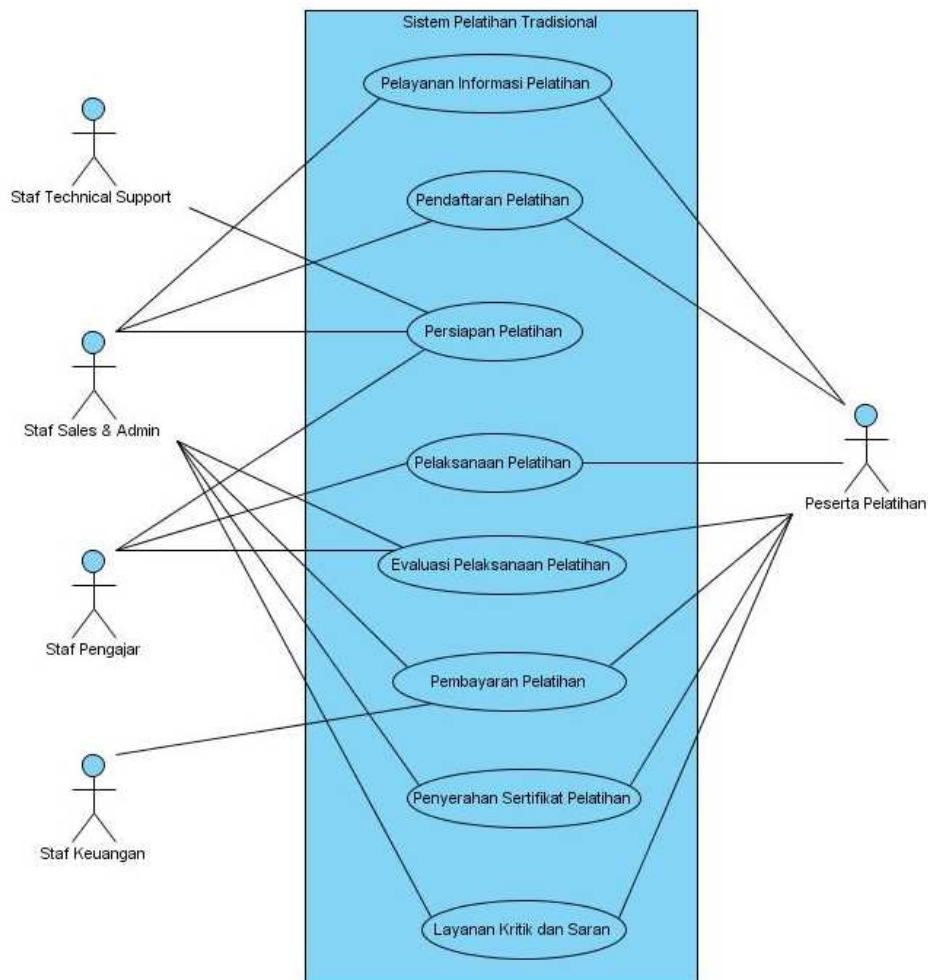 Sistem Pelatihan Tradisional
Pelayanan Informasi Pelatihan
Staf Technical Support
Pendaftaran Pelatihan
Persiapan Pelatihan
Staf Sales & Admin
Pelaksanaan Pelatihan
Peserta Pelatihan
Evaluasi Pelaksanaan Pelatihan
Staf Pengajar
Pembayaran Pelatihan
Penyerahan Sertifikat Pelatihan
Staf Keuangan
Layanan Kritik dan Saran